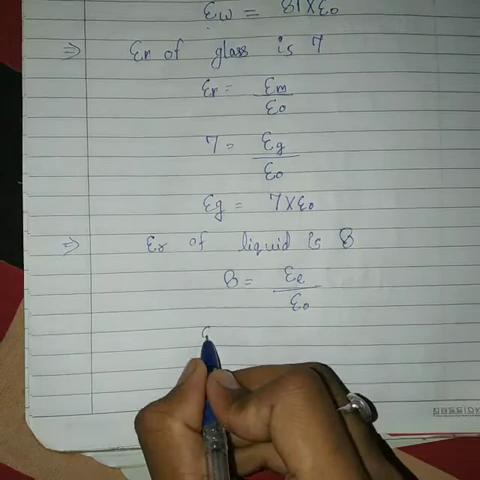 εω = 81×ε₀
⇒ εr of glass is 7
εr = εm / ε₀
7 = εg / ε₀
εg = 7×ε₀
⇒ εr of liquid is 8
8 = εl / ε₀